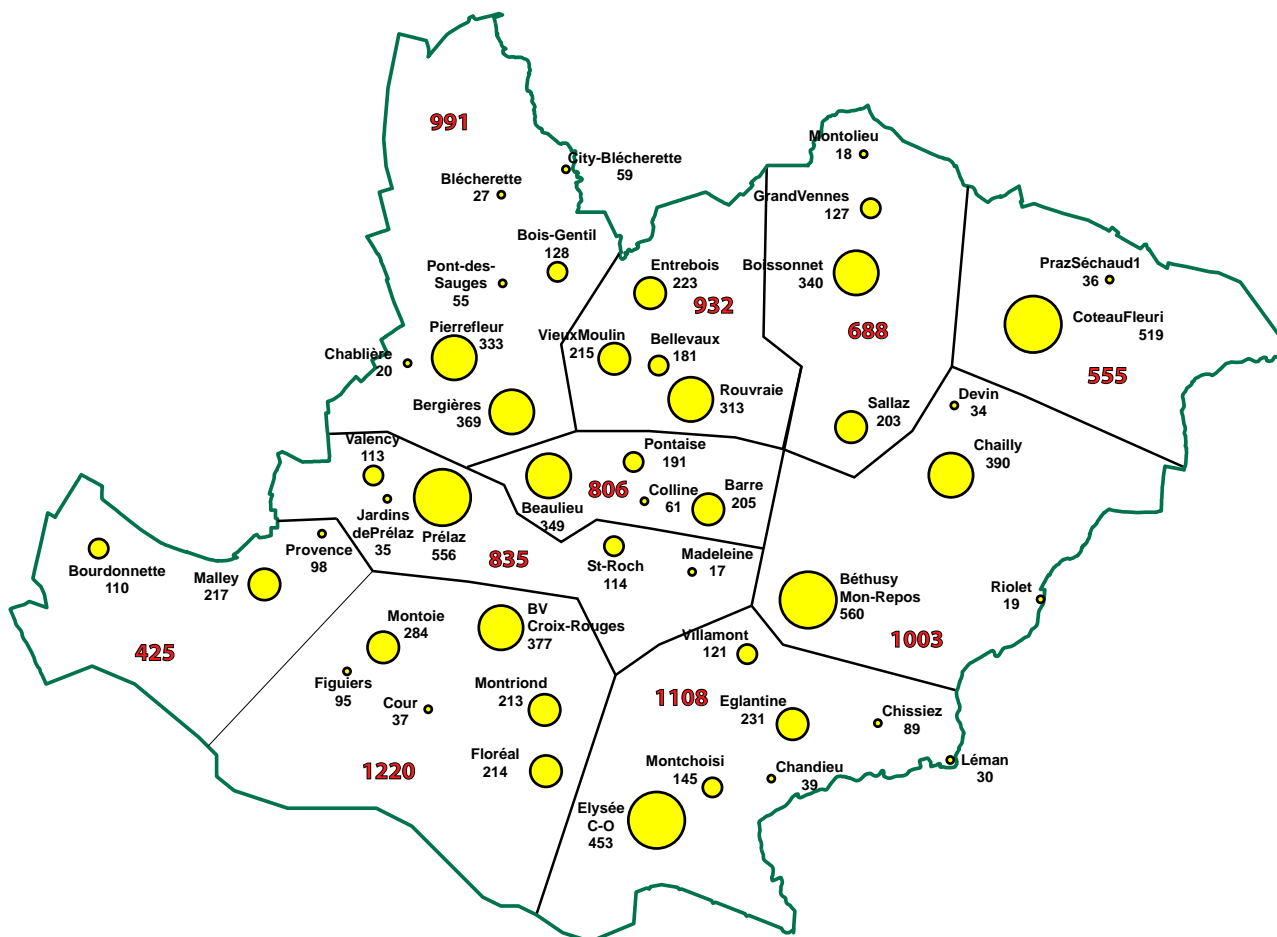 991
City-Blécherette
59
Blécherette
27
Bois-Gentil
128
Pont-des-
Sauges
55
Pierrefleur
333
Chablière
20
Bergières
369
Entrebois
223
932
VieuxMoulin
215
Bellevaux
181
Rouvraie
313
Montolieu
18
GrandVennes
127
Boissonnet
340
688
Sallaz
203
PrazSéchaud1
36
CoteauFleuri
519
555
Devin
34
Chailly
390
Béthusy
Mon-Repos
560
Riolet
19
1003
Pontaise
191
806
Colline
61
Barre
205
Beaulieu
349
Valency
113
Jardins
dePrélaz
35
Prélaz
556
835
St-Roch
114
Madeleine
17
Provence
98
Bourdonnette
110
Malley
217
425
Montoie
284
BV
Croix-Rouges
377
Figuiers
95
Cour
37
Montriond
213
Floréal
214
1220
Villamont
121
1108
Eglantine
231
Chissiez
89
Montchoisi
145
Chandieu
39
Léman
30
Elysée
C-O
453